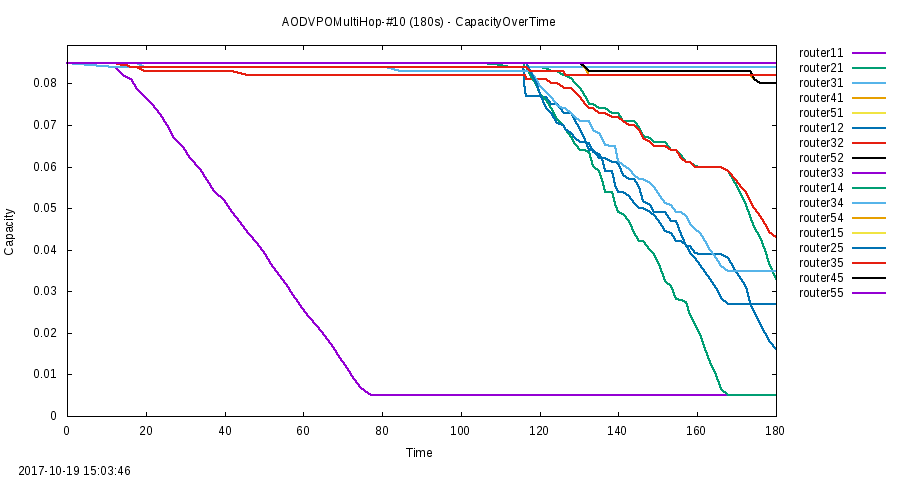 AODVPOMultiHop-#10 (180s) - CapacityOverTime
router11
router21
router31
router41
router51
router12
router32
router52
router33
router14
router34
router54
router15
router25
router35
router45
router55
0.08
0.07
0.06
0.05
0.04
0.03
0.02
0.01
0
Capacity
0 20 40 60 80 100 120 140 160 180
Time
2017-10-19 15:03:46